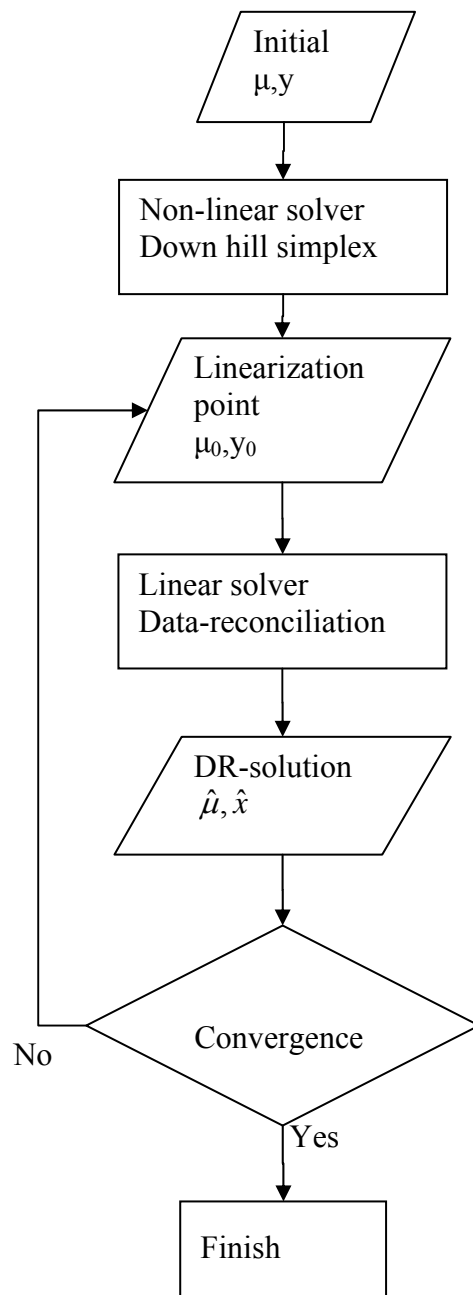 Initial
μ,y
Non-linear solver
Down hill simplex
Linearization
point
μ₀,y₀
Linear solver
Data-reconciliation
DR-solution
μ̂, x̂
Convergence
No
Yes
Finish